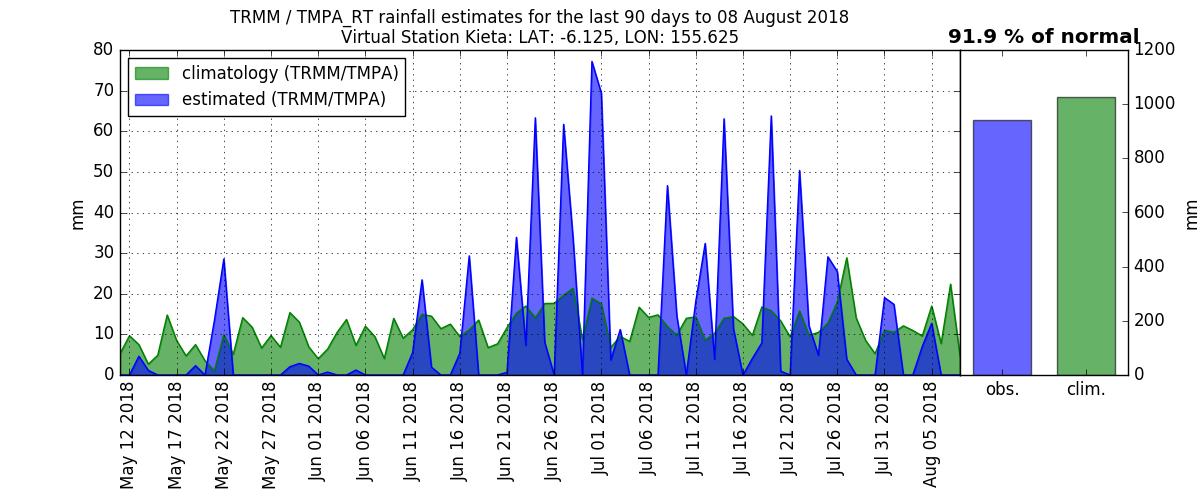 TRMM / TMPA_RT rainfall estimates for the last 90 days to 08 August 2018
Virtual Station Kieta: LAT: -6.125, LON: 155.625
91.9 % of normal
climatology (TRMM/TMPA)
estimated (TRMM/TMPA)
mm
80
70
60
50
40
30
20
10
0
May 12 2018
May 17 2018
May 22 2018
May 27 2018
Jun 01 2018
Jun 06 2018
Jun 11 2018
Jun 16 2018
Jun 21 2018
Jun 26 2018
Jul 01 2018
Jul 06 2018
Jul 11 2018
Jul 16 2018
Jul 21 2018
Jul 26 2018
Jul 31 2018
Aug 05 2018
obs.
clim.
1200
1000
800
600
400
200
0
mm